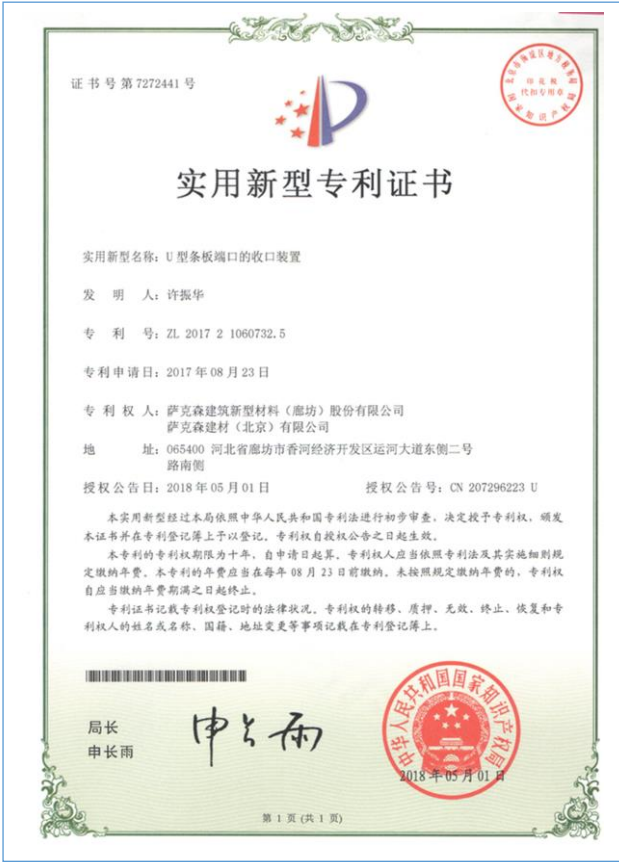 证书号第7272441号
印花税
代扣专用章
国家知识产权局
实用新型专利证书
实用新型名称：U型条板端口的收口装置
发明人：许振华
专利号：ZL 2017 2 1060732.5
专利申请日：2017年08月23日
专利权人：萨克森建筑新型材料（廊坊）股份有限公司
萨克森建材（北京）有限公司
地址：065400 河北省廊坊市香河经济开发区运河大道东侧二号
路南侧
授权公告日：2018年05月01日 授权公告号：CN 207296223 U
本实用新型经过本局依照中华人民共和国专利法进行初步审查，决定授予专利权，颁发
本证书并在专利登记簿上予以登记。专利权自授权公告之日起生效。
本专利的专利权期限为十年，自申请日起算。专利权人应当依照专利法及其实施细则规
定缴纳年费。本专利的年费应当在每年08月23日前缴纳。未按照规定缴纳年费的，专利权
自应当缴纳年费期满之日起终止。
专利证书记载专利权登记时的法律状况。专利权的转移、质押、无效、终止、恢复和专
利权人的姓名或名称、国籍、地址变更等事项记载在专利登记簿上。
局长
申长雨
申长雨
中华人民共和国国家知识产权局
2018年05月01日
第1页(共1页)